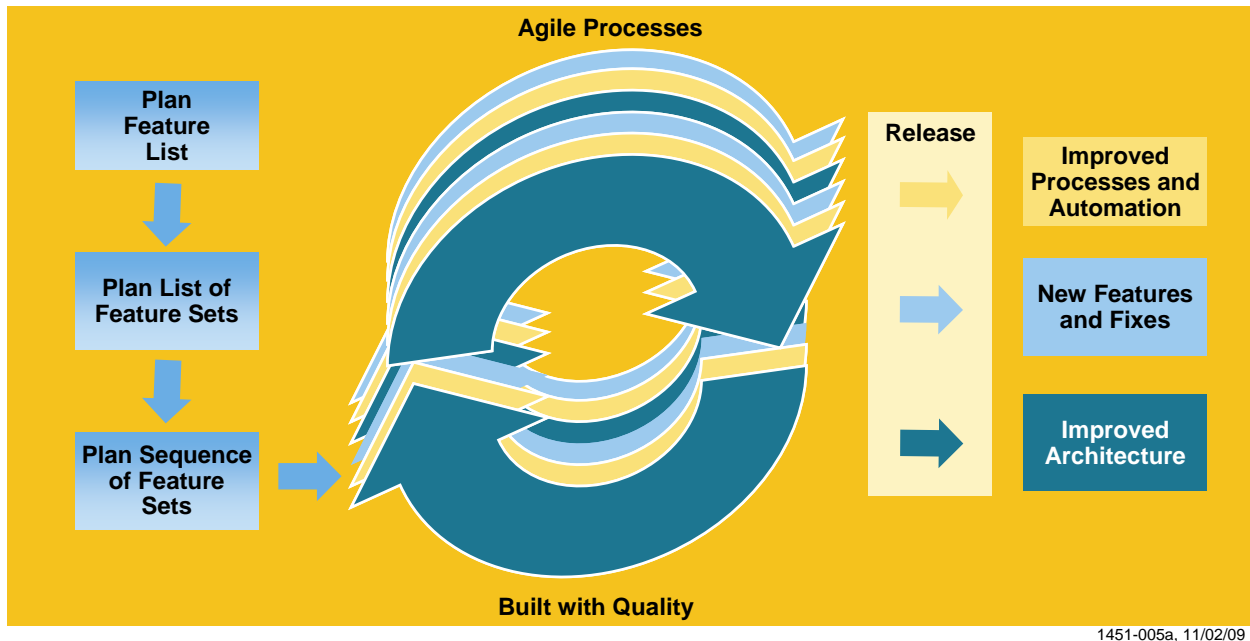 Agile Processes
Plan
Feature
List
Plan List of
Feature Sets
Plan Sequence
of Feature
Sets
Release
Improved
Processes and
Automation
New Features
and Fixes
Improved
Architecture
Built with Quality
1451-005a, 11/02/09